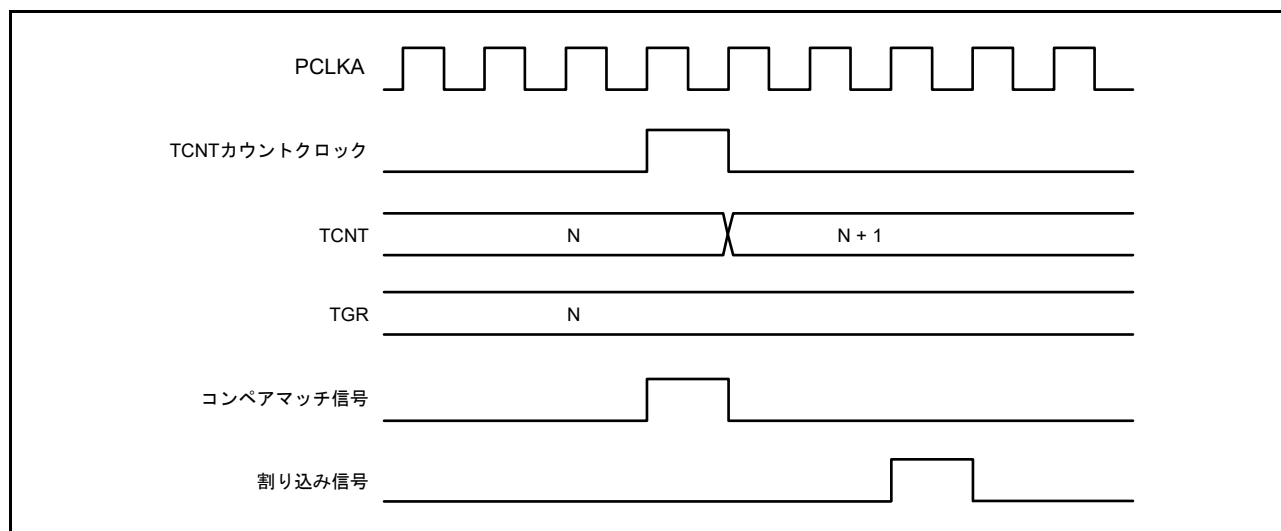 PCLKA
TCNTカウントクロック
TCNT N N + 1
TGR N
コンペアマッチ信号
割り込み信号